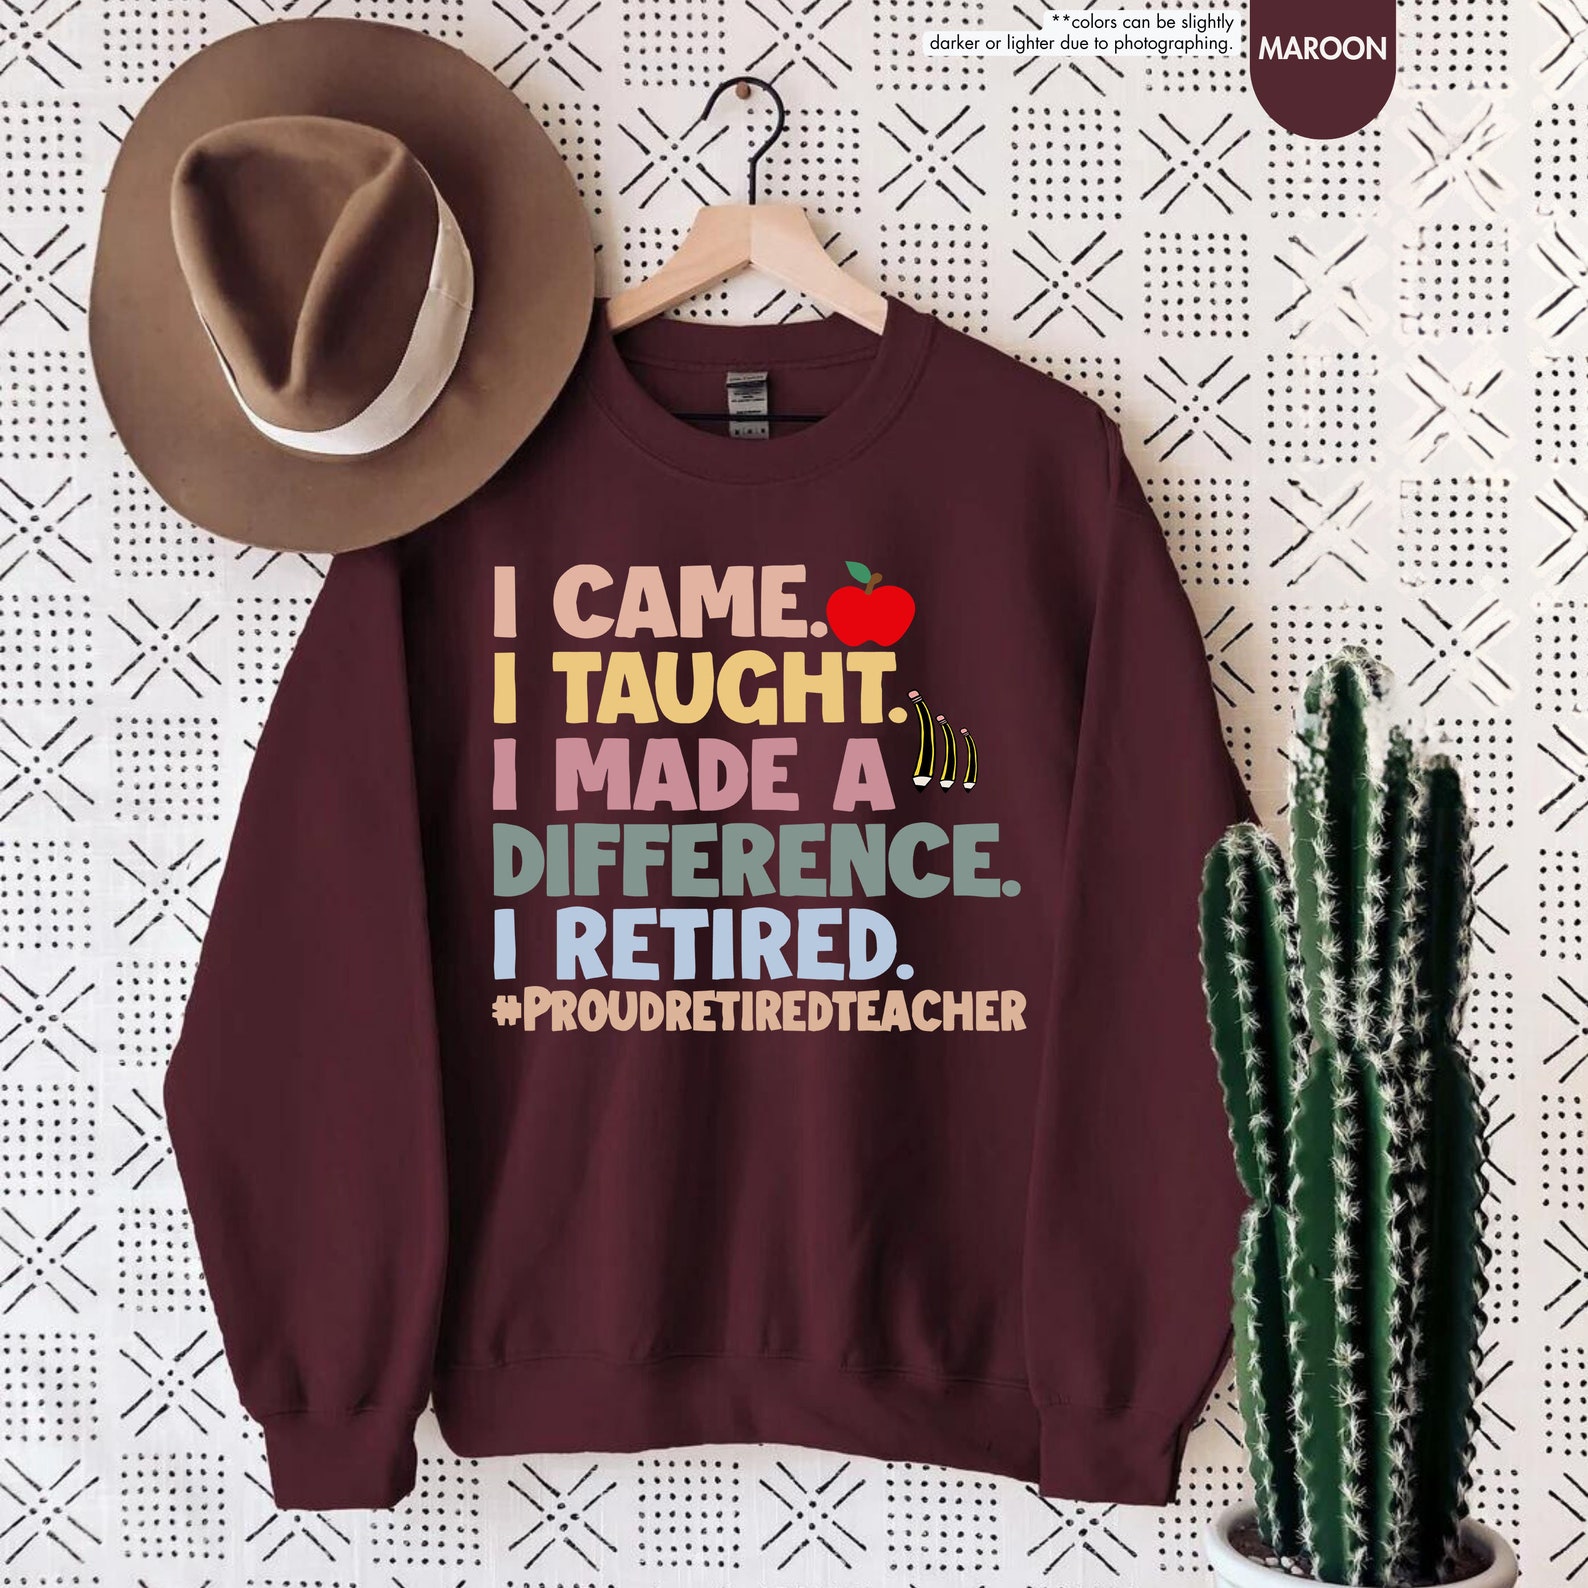 **colors can be slightly
darker or lighter due to photographing.
MAROON
I CAME.
I TAUGHT.
I MADE A
DIFFERENCE.
I RETIRED.
#PROUDRETIREDTEACHER